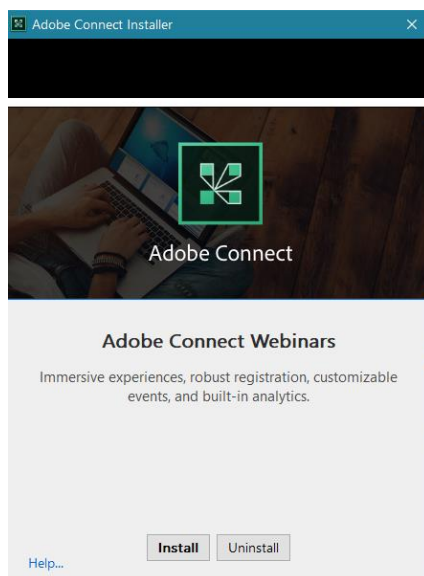 Adobe Connect Installer
Adobe Connect
Adobe Connect Webinars
Immersive experiences, robust registration, customizable
events, and built-in analytics.
Install Uninstall
Help...